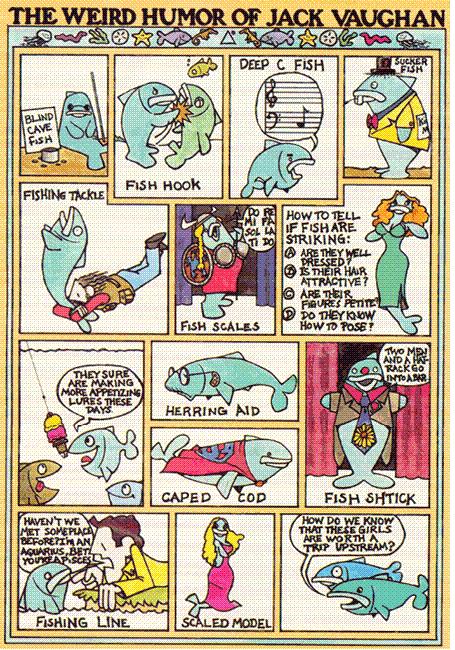 THE WEIRD HUMOR OF JACK VAUGHAN
BLIND
CAVE
FISH
FISH HOOK
DEEP C FISH
SUCKER
FISH
FISHING TACKLE
DO RE
MI FA
SOL LA
TI DO
FISH SCALES
HOW TO TELL
IF FISH ARE
STRIKING:
A ARE THEY WELL
DRESSED?
B IS THEIR HAIR
ATTRACTIVE?
C ARE THEIR
FIGURES PETITE?
D DO THEY KNOW
HOW TO POSE?
THEY SURE
ARE MAKING
MORE APPETIZING
LURES THESE
DAYS
HERRING AID
CAPED COD
TWO MEN
AND A HAT-
RACK GO
INTO A BAR
FISH SHTICK
HAVEN'T WE
MET SOMEPLACE
BEFORE? I'M AN
AQUARIUS, BET
YOU'RE A PISCES
FISHING LINE
SCALED MODEL
HOW DO WE KNOW
THAT THESE GIRLS
ARE WORTH A
TRIP UPSTREAM?